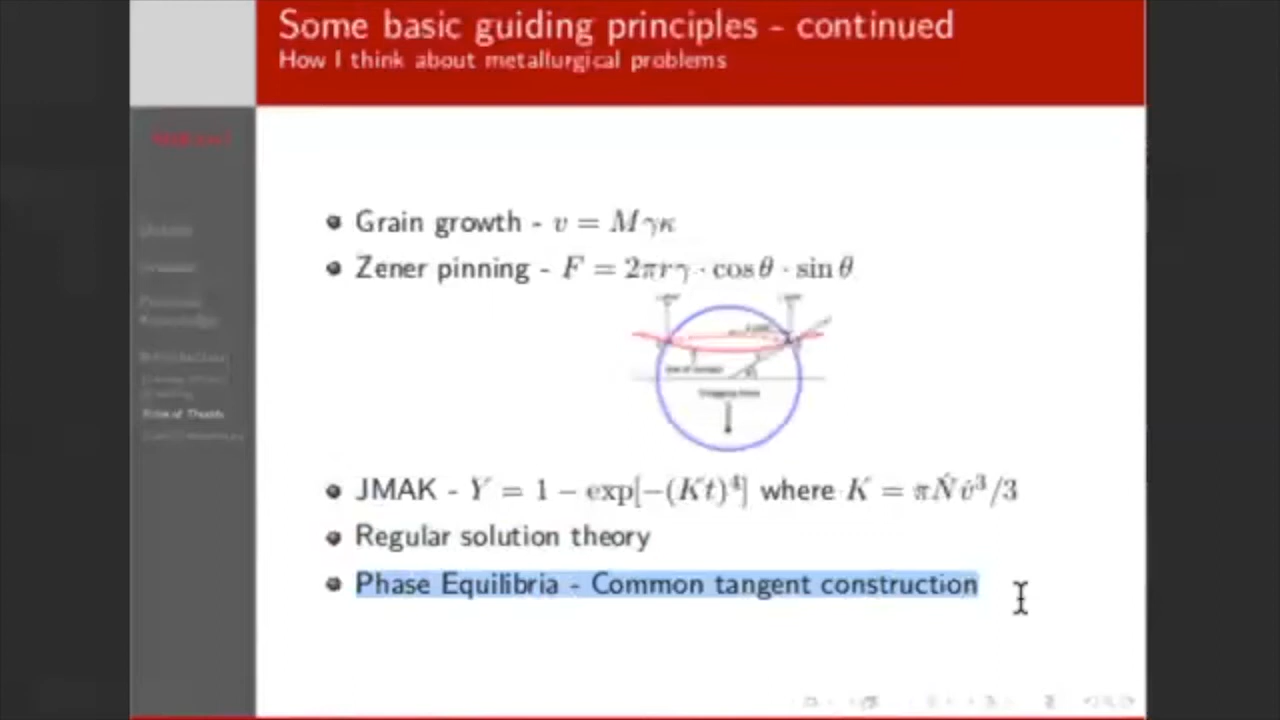 Some basic guiding principles - continued
How I think about metallurgical problems
Grain growth - v = Mγκ
Zener pinning - F = 2πrγ · cos θ · sin θ
JMAK - Y = 1 − exp[−(Kt)⁴] where K = πṄv̇³/3
Regular solution theory
Phase Equilibria - Common tangent construction